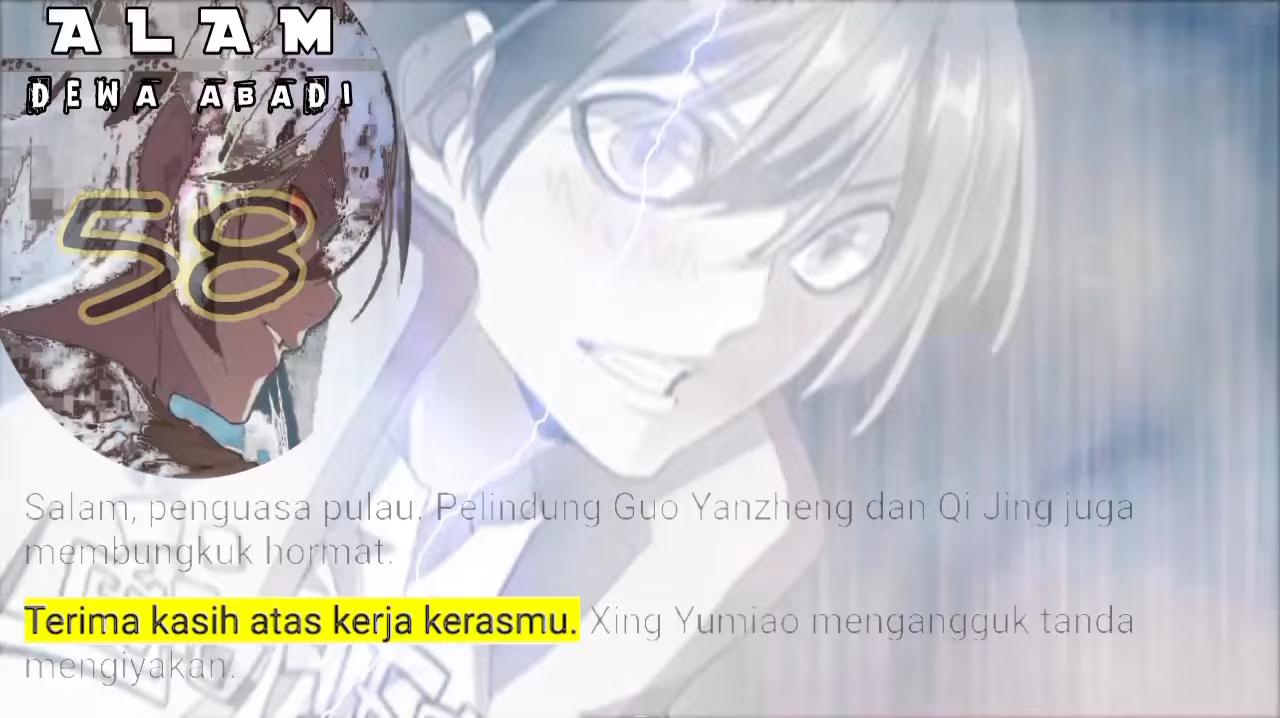 ALAM
DEWA ABADI
58
Salam, penguasa pulau. Pelindung Guo Yanzheng dan Qi Jing juga
membungkuk hormat.
Terima kasih atas kerja kerasmu. Xing Yumiao mengangguk tanda
mengiyakan.